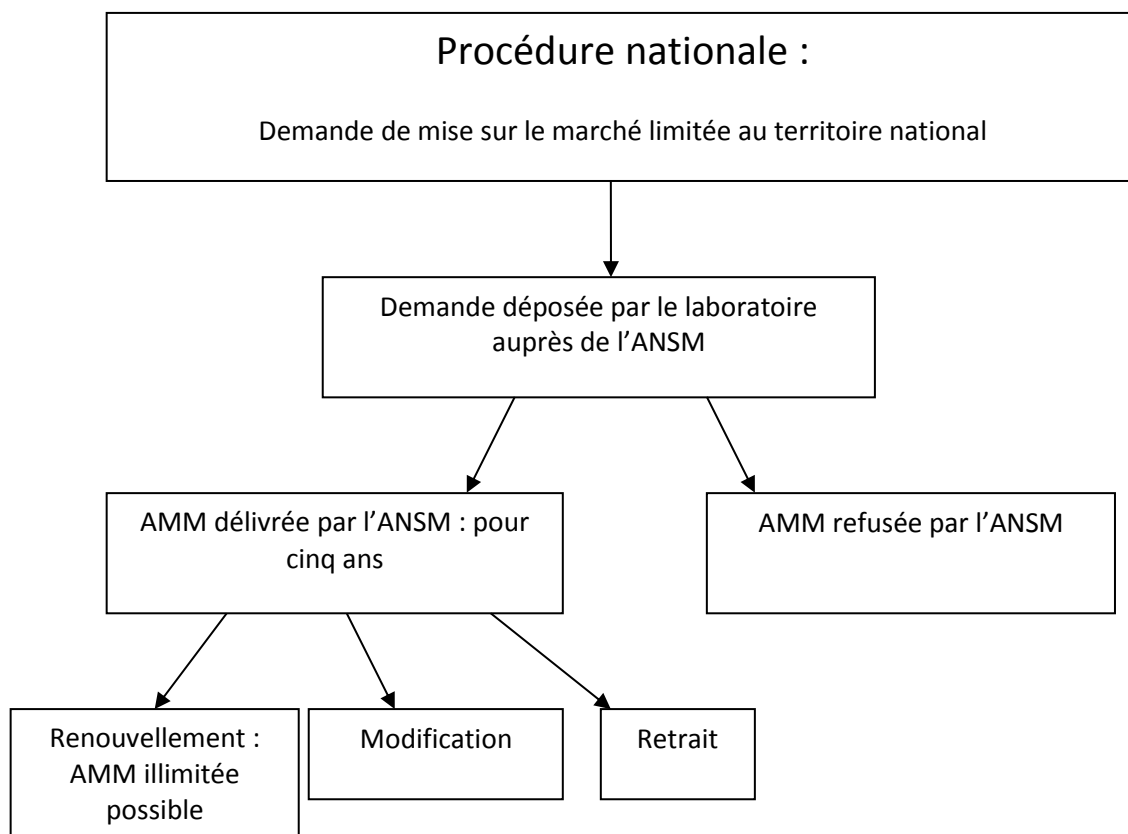 Procédure nationale :
Demande de mise sur le marché limitée au territoire national
Demande déposée par le laboratoire
auprès de l’ANSM
AMM délivrée par l’ANSM : pour
cinq ans
AMM refusée par l’ANSM
Renouvellement :
AMM illimitée
possible
Modification
Retrait